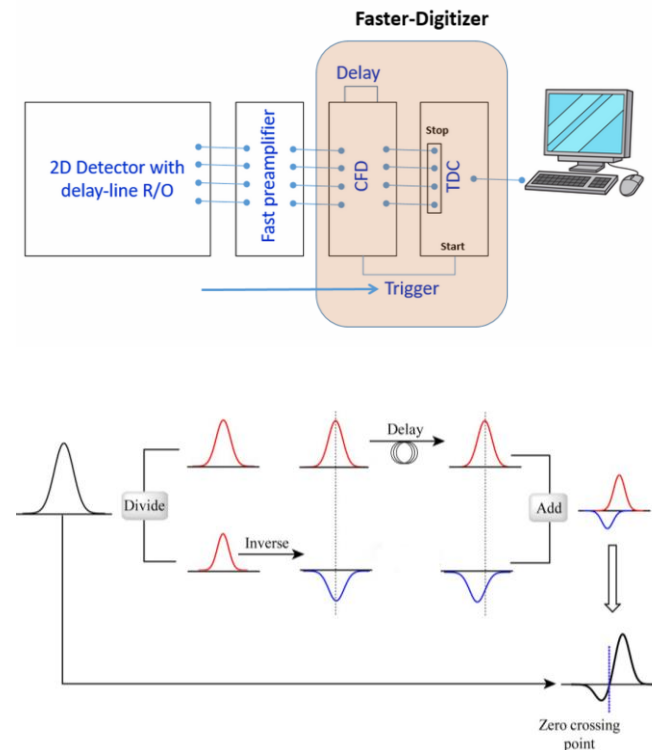 Faster-Digitizer
Delay
2D Detector with
delay-line R/O
Fast preamplifier
CFD
Stop
TDC
Start
Trigger
Delay
Divide
Add
Inverse
Zero crossing
point